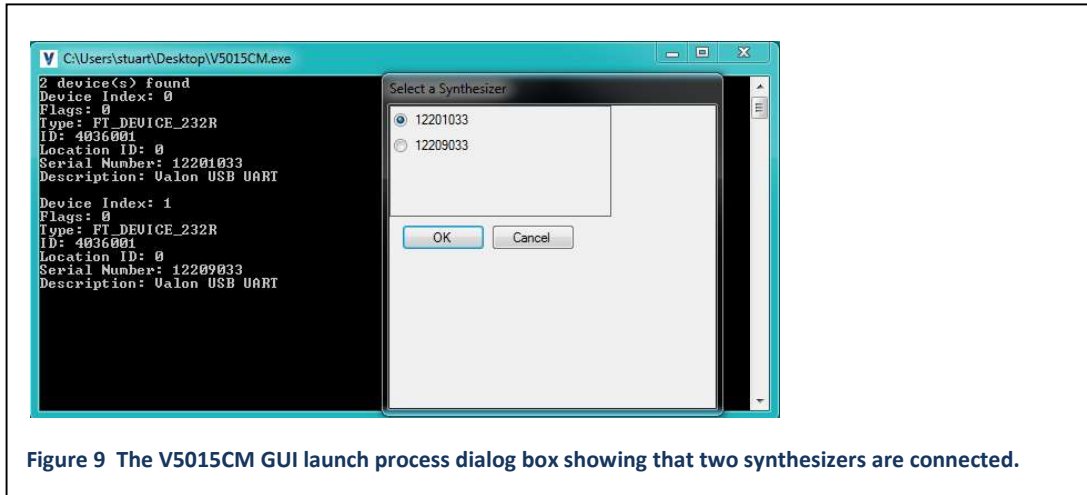 V C:\Users\stuart\Desktop\V5015CM.exe
2 device(s) found
Device Index: 0
Flags: 0
Type: FT_DEVICE_232R
ID: 4036001
Location ID: 0
Serial Number: 12201033
Description: Valon USB UART
Device Index: 1
Flags: 0
Type: FT_DEVICE_232R
ID: 4036001
Location ID: 0
Serial Number: 12209033
Description: Valon USB UART
Select a Synthesizer
12201033
12209033
OK Cancel
Figure 9 The V5015CM GUI launch process dialog box showing that two synthesizers are connected.